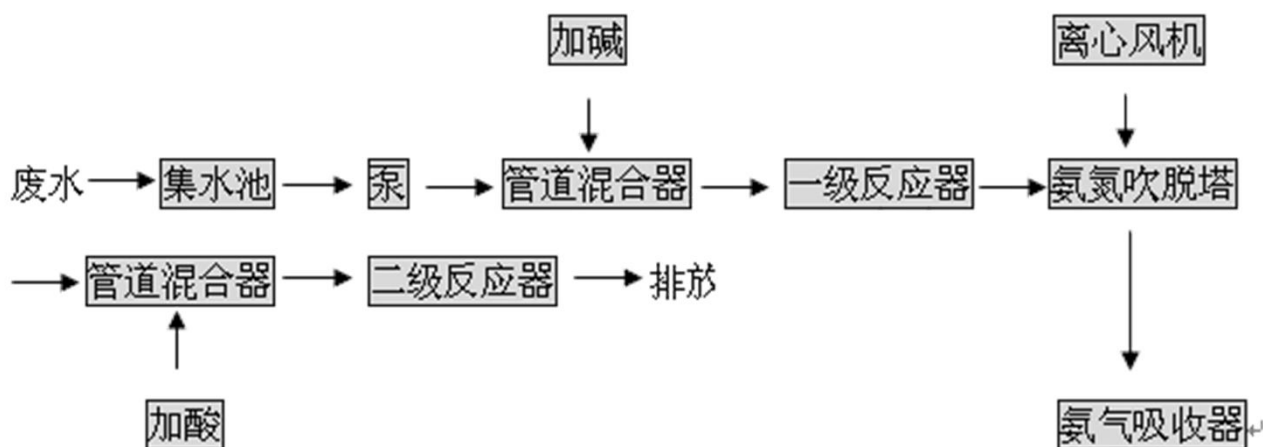 加碱 离心风机
废水 集水池 泵 管道混合器 一级反应器 氨氮吹脱塔
管道混合器 二级反应器 排放
加酸 氨气吸收器